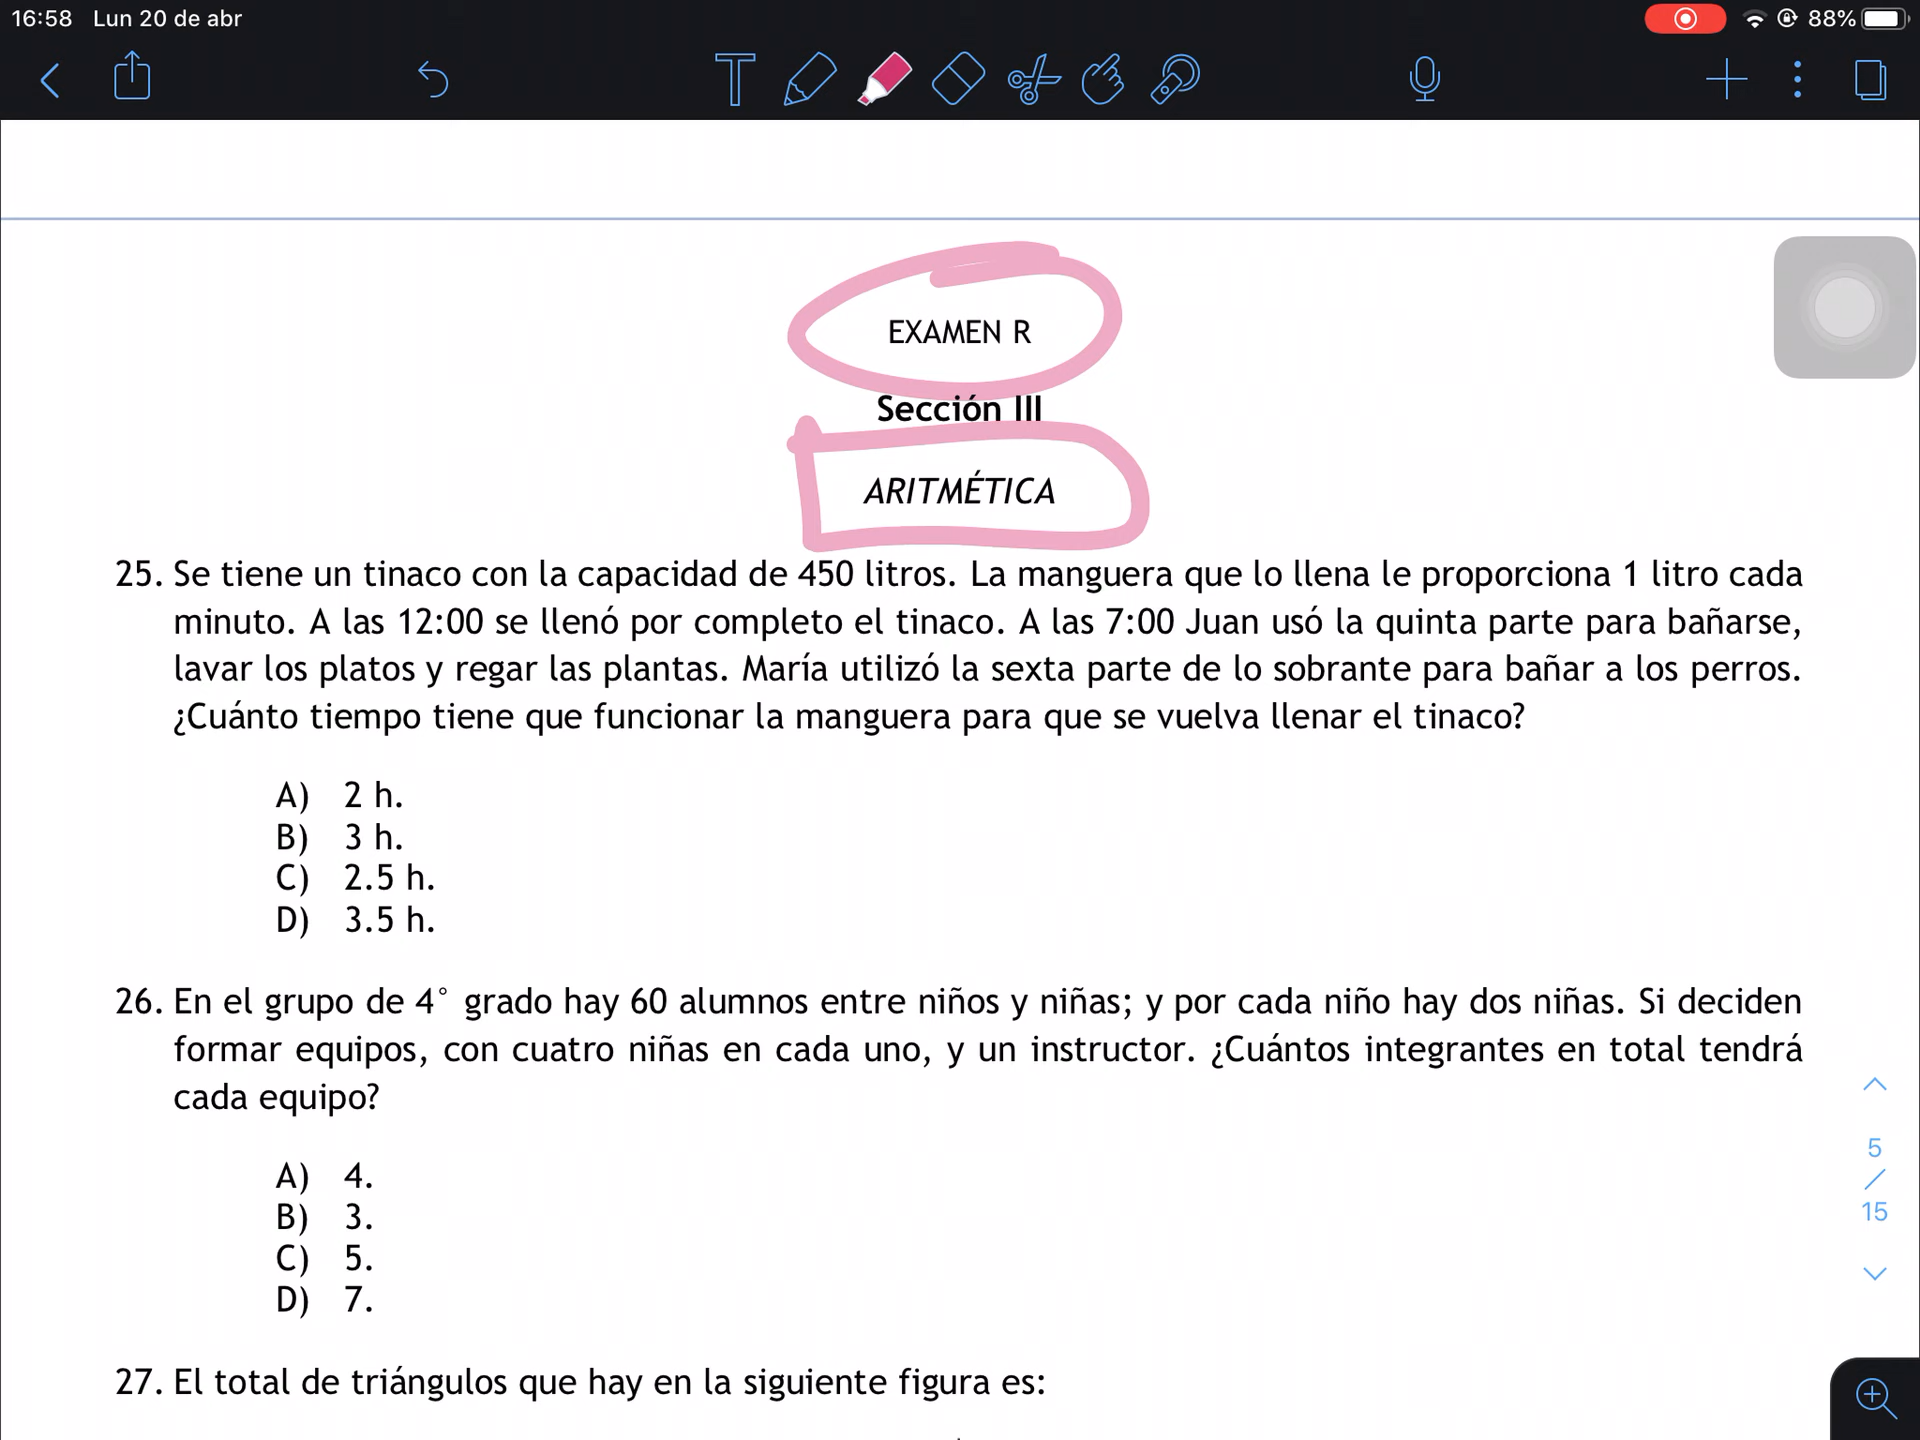 16:58 Lun 20 de abr
88%
EXAMEN R
Sección III
ARITMÉTICA
25. Se tiene un tinaco con la capacidad de 450 litros. La manguera que lo llena le proporciona 1 litro cada
minuto. A las 12:00 se llenó por completo el tinaco. A las 7:00 Juan usó la quinta parte para bañarse,
lavar los platos y regar las plantas. María utilizó la sexta parte de lo sobrante para bañar a los perros.
¿Cuánto tiempo tiene que funcionar la manguera para que se vuelva llenar el tinaco?
A) 2 h.
B) 3 h.
C) 2.5 h.
D) 3.5 h.
26. En el grupo de 4° grado hay 60 alumnos entre niños y niñas; y por cada niño hay dos niñas. Si deciden
formar equipos, con cuatro niñas en cada uno, y un instructor. ¿Cuántos integrantes en total tendrá
cada equipo?
A) 4.
B) 3.
C) 5.
D) 7.
5
/
15
27. El total de triángulos que hay en la siguiente figura es: